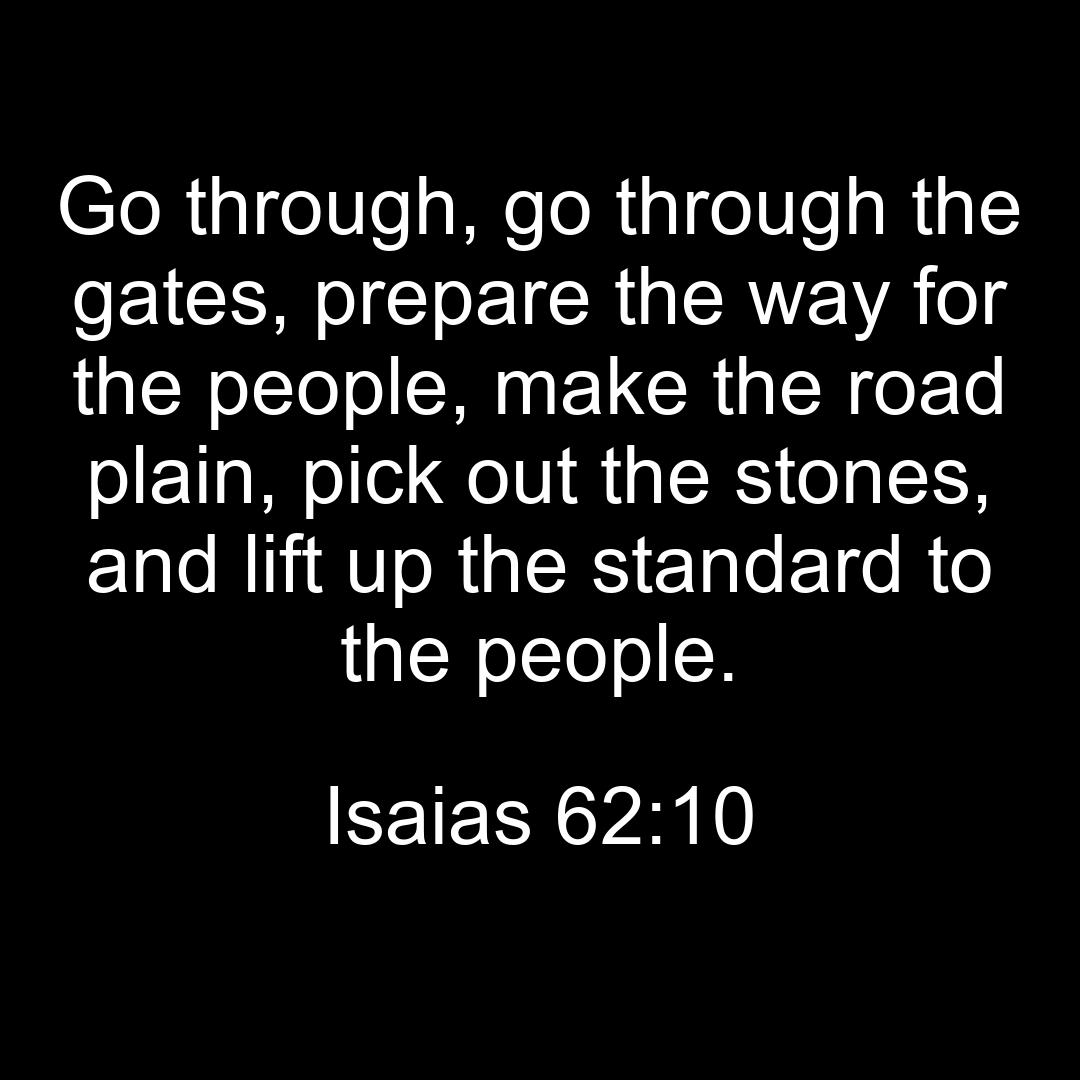 Go through, go through the
gates, prepare the way for
the people, make the road
plain, pick out the stones,
and lift up the standard to
the people.
Isaias 62:10